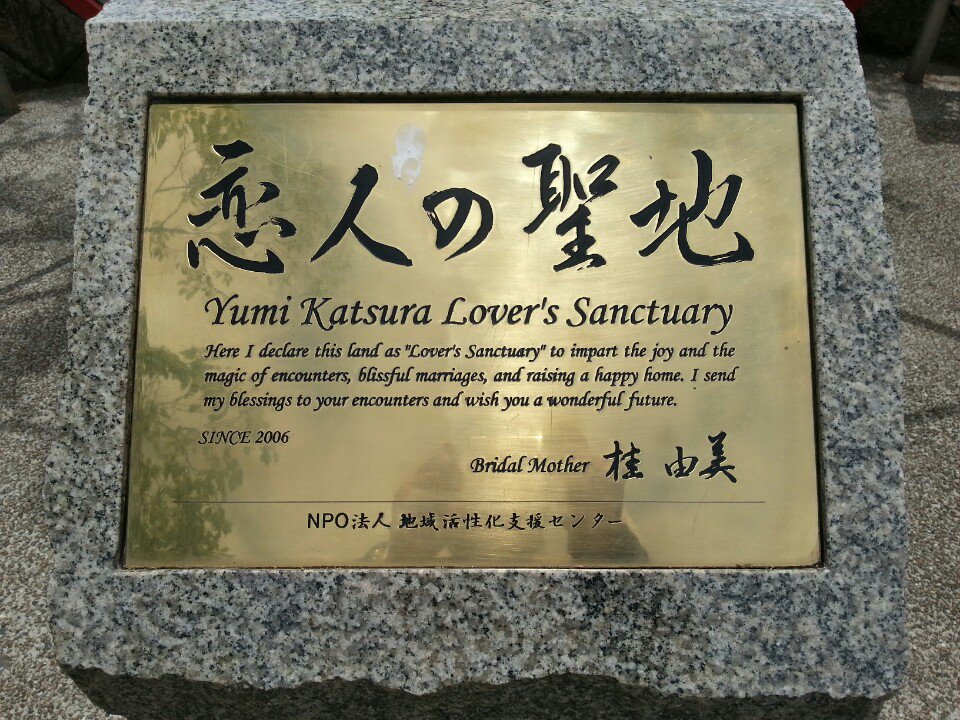 恋人の聖地
Yumi Katsura Lover's Sanctuary
Here I declare this land as "Lover's Sanctuary" to impart the joy and the
magic of encounters, blissful marriages, and raising a happy home. I send
my blessings to your encounters and wish you a wonderful future.
SINCE 2006
Bridal Mother 桂 由美
NPO法人 地域活性化支援センター